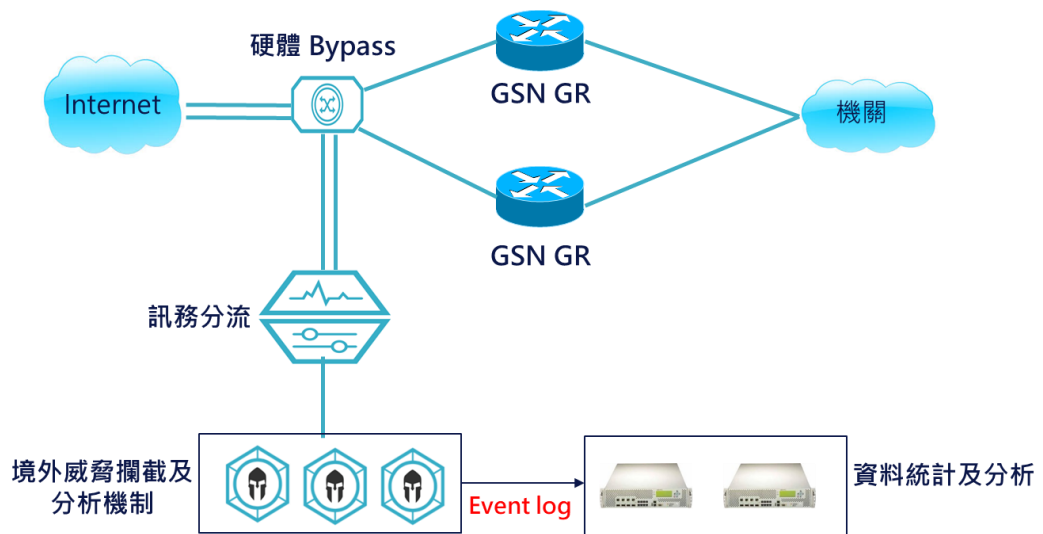 硬體 Bypass
Internet
GSN GR
機關
GSN GR
訊務分流
境外威脅攔截及
分析機制
Event log
資料統計及分析